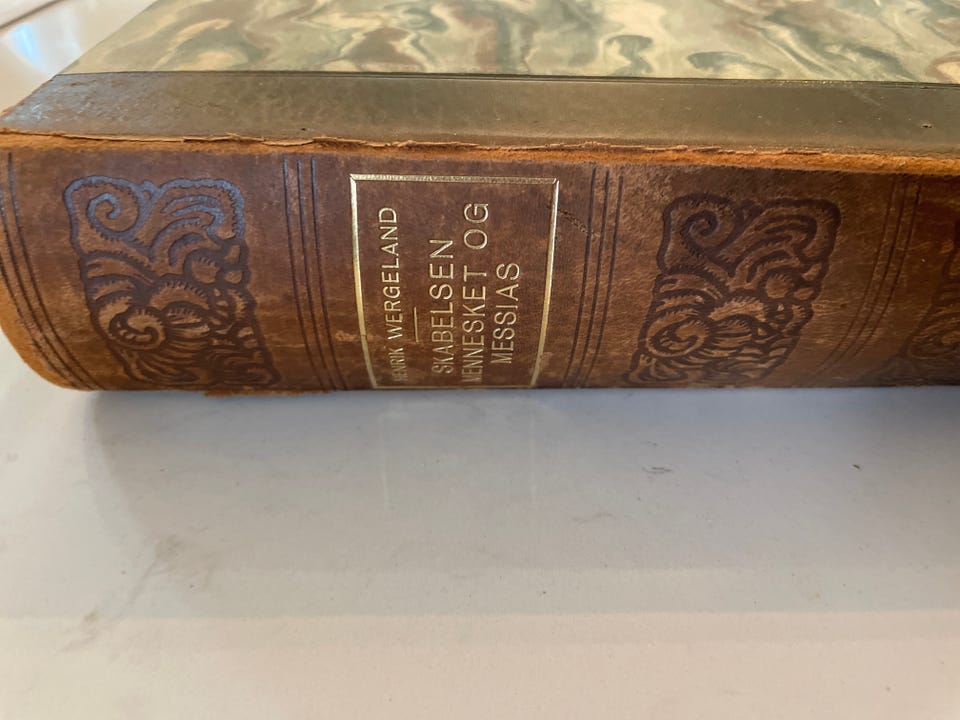 HENRIK WERGELAND
SKABELSEN
MENNESKET OG
MESSIAS